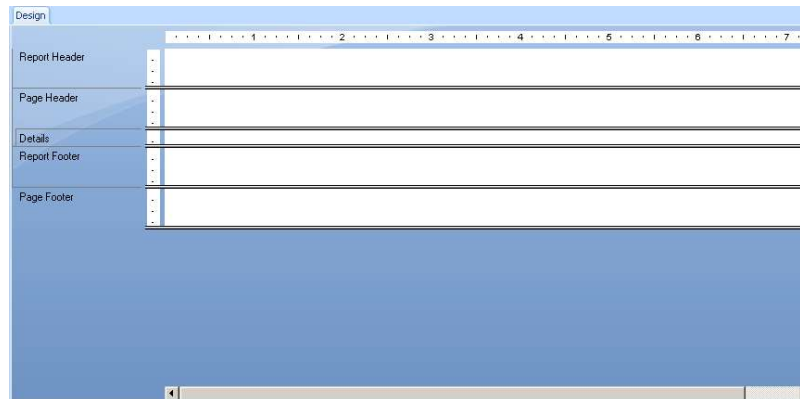 Design
1 2 3 4 5 6 7
Report Header
Page Header
Details
Report Footer
Page Footer